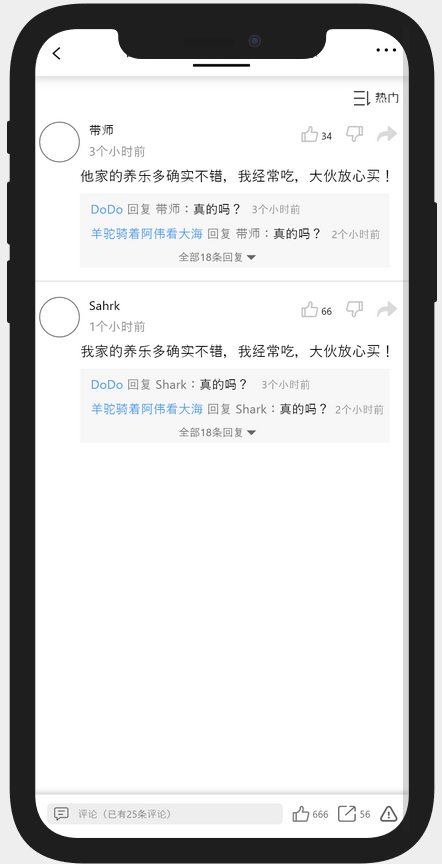 热门
带师
34
3个小时前
他家的养乐多确实不错，我经常吃，大伙放心买！
DoDo 回复 带师：真的吗？ 3个小时前
羊驼骑着阿伟看大海 回复 带师：真的吗？ 2个小时前
全部18条回复
Sahrk
66
1个小时前
我家的养乐多确实不错，我经常吃，大伙放心买！
DoDo 回复 Shark：真的吗？ 3个小时前
羊驼骑着阿伟看大海 回复 Shark：真的吗？ 2个小时前
全部18条回复
评论（已有25条评论） 666 56